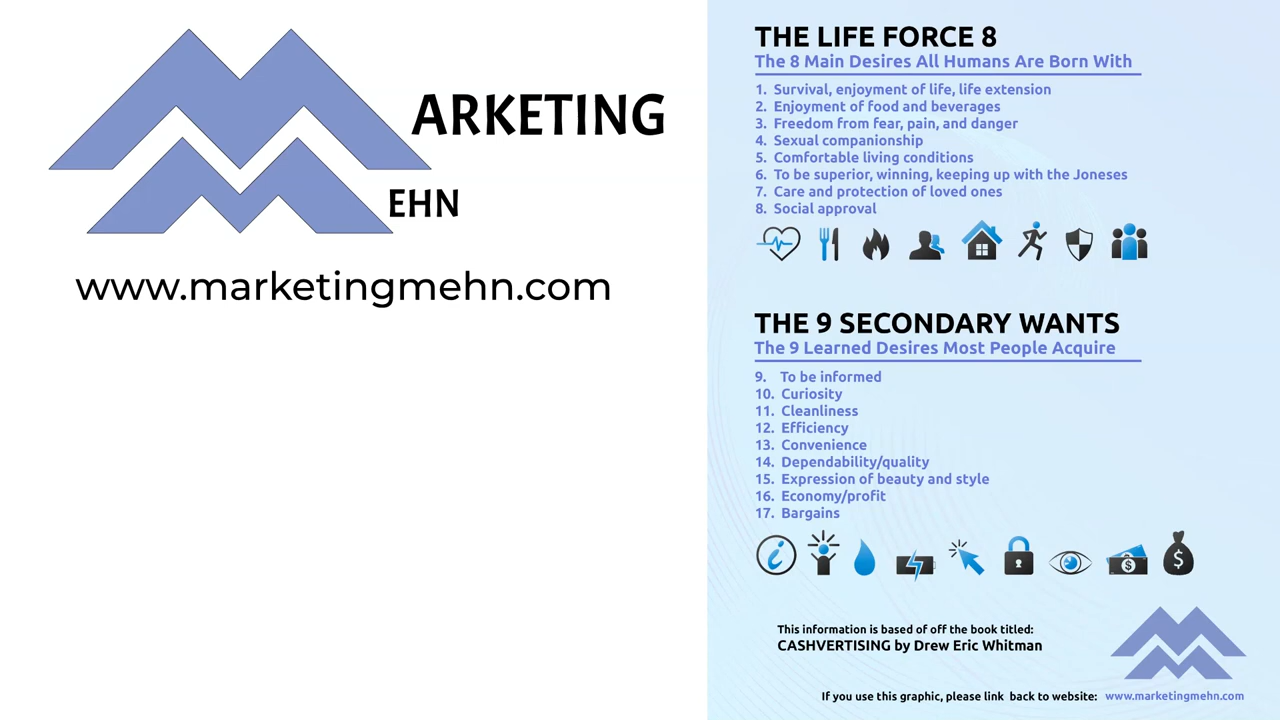 ARKETING
EHN
www.marketingmehn.com
THE LIFE FORCE 8
The 8 Main Desires All Humans Are Born With
1. Survival, enjoyment of life, life extension
2. Enjoyment of food and beverages
3. Freedom from fear, pain, and danger
4. Sexual companionship
5. Comfortable living conditions
6. To be superior, winning, keeping up with the Joneses
7. Care and protection of loved ones
8. Social approval
THE 9 SECONDARY WANTS
The 9 Learned Desires Most People Acquire
9. To be informed
10. Curiosity
11. Cleanliness
12. Efficiency
13. Convenience
14. Dependability/quality
15. Expression of beauty and style
16. Economy/profit
17. Bargains
i
$
$
This information is based of off the book titled:
CASHVERTISING by Drew Eric Whitman
If you use this graphic, please link back to website: www.marketingmehn.com